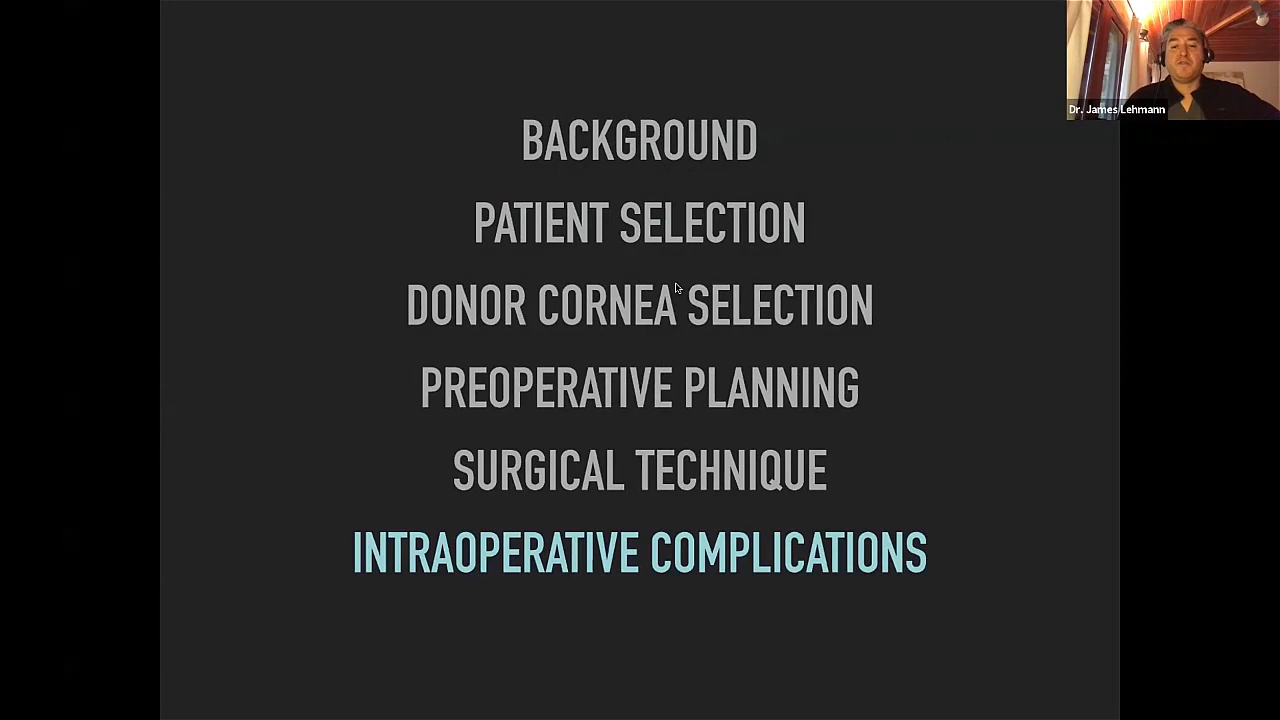 BACKGROUND
PATIENT SELECTION
DONOR CORNEA SELECTION
PREOPERATIVE PLANNING
SURGICAL TECHNIQUE
INTRAOPERATIVE COMPLICATIONS
Dr. James Lehmann